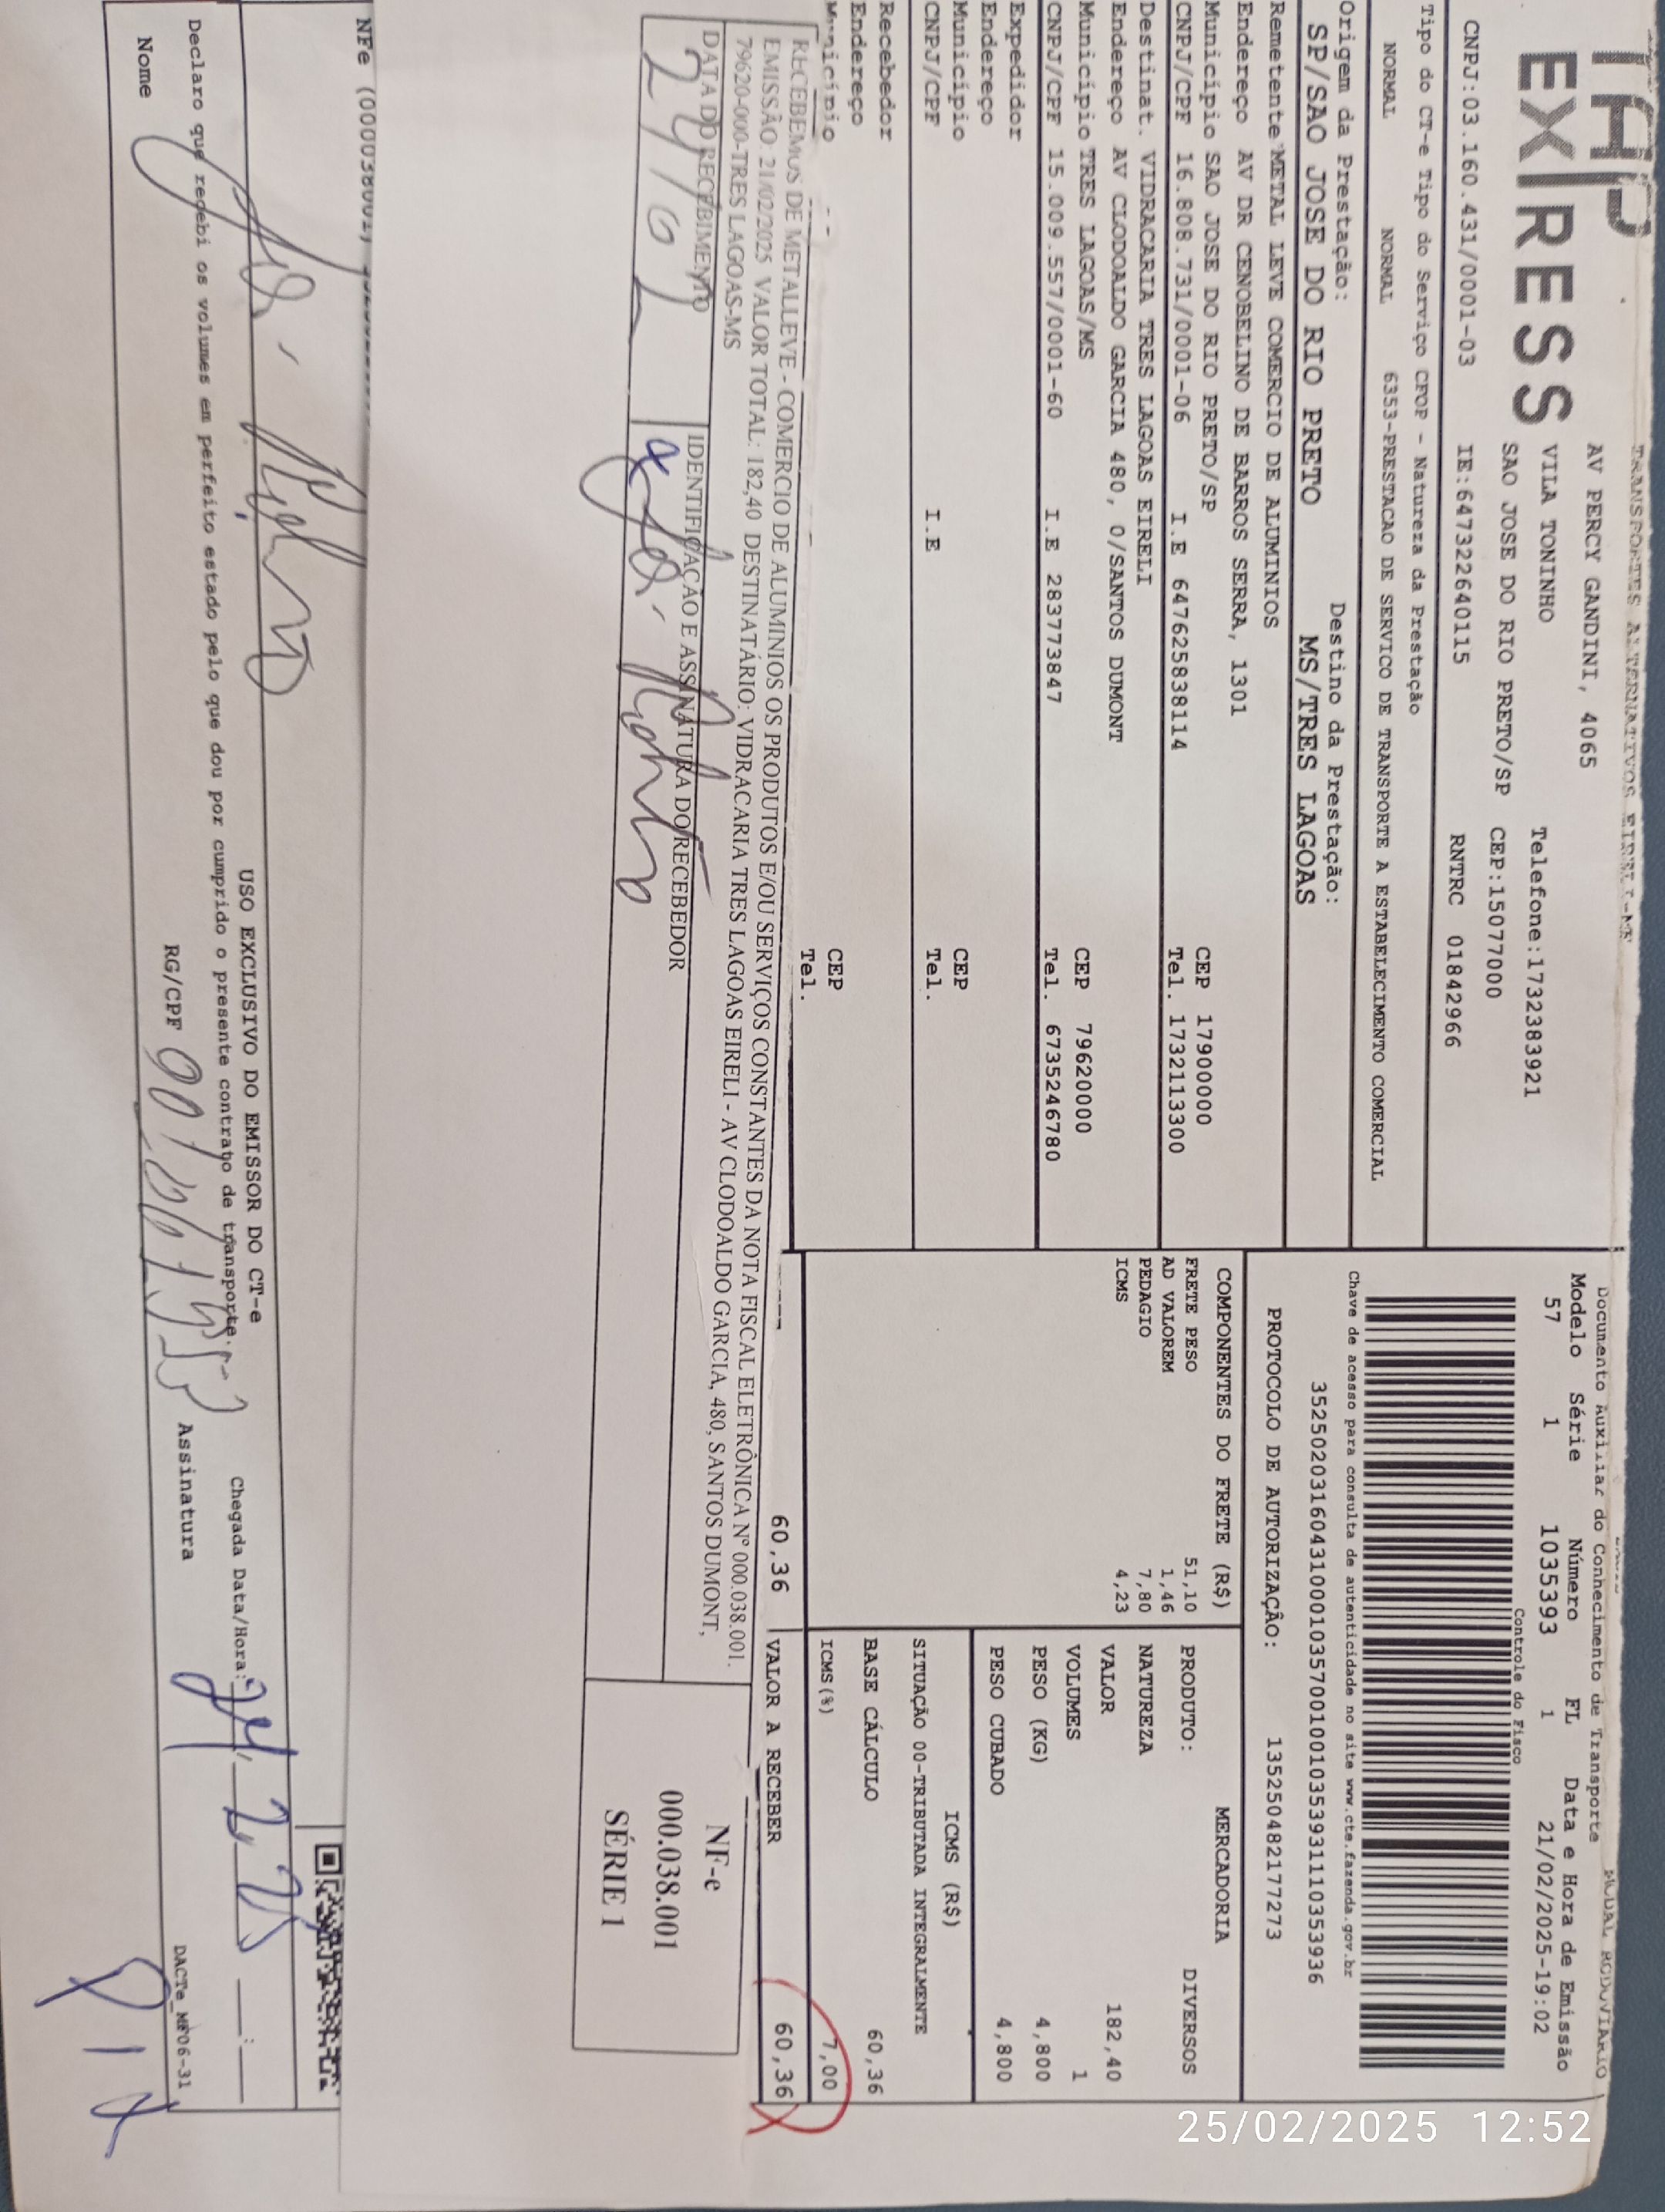 TAP
EXPRESS
TRANSPORTES ALTERNATIVOS EIRELI-ME
AV PERCY GANDINI, 4065
VILA TONINHO Telefone:1732383921
SAO JOSE DO RIO PRETO/SP CEP:15077000
CNPJ:03.160.431/0001-03 IE:647322640115 RNTRC 01842966
Tipo do CT-e Tipo do Serviço CFOP - Natureza da Prestação
NORMAL NORMAL 6353-PRESTACAO DE SERVICO DE TRANSPORTE A ESTABELECIMENTO COMERCIAL
Origem da Prestação: Destino da Prestação:
SP/SAO JOSE DO RIO PRETO MS/TRES LAGOAS
Remetente METAL LEVE COMERCIO DE ALUMINIOS
Endereço AV DR CENOBELINO DE BARROS SERRA, 1301
Município SAO JOSE DO RIO PRETO/SP CEP 17900000
CNPJ/CPF 16.808.731/0001-06 I.E 647625838114 Tel. 1732113300
Destinat. VIDRACARIA TRES LAGOAS EIRELI
Endereço AV CLODOALDO GARCIA 480, 0/SANTOS DUMONT
Município TRES LAGOAS/MS CEP 79620000
CNPJ/CPF 15.009.557/0001-60 I.E 283773847 Tel. 6735246780
Expedidor
Endereço
Município CEP
CNPJ/CPF I.E Tel.
Recebedor
Endereço
Município CEP
Tel.
MODAL RODOVIARIO
Documento Auxiliar do Conhecimento de Transporte
Modelo Série Número FL Data e Hora de Emissão
57 1 1035393 1 21/02/2025-19:02
Controle do Fisco
Chave de acesso para consulta de autenticidade no site www.cte.fazenda.gov.br
35250203160431000103570010010353931110353936
PROTOCOLO DE AUTORIZAÇÃO: 135250482177273
COMPONENTES DO FRETE (R$)
FRETE PESO 51,10
AD VALOREM 1,46
PEDAGIO 7,80
ICMS 4,23
60,36
MERCADORIA
PRODUTO: DIVERSOS
NATUREZA
VALOR 182,40
VOLUMES 1
PESO (KG) 4,800
PESO CUBADO 4,800
ICMS (R$)
SITUAÇÃO 00-TRIBUTADA INTEGRALMENTE
BASE CÁLCULO 60,36
ICMS(%) 7,00
VALOR A RECEBER 60,36
RECEBEMOS DE METALLEVE - COMERCIO DE ALUMINIOS OS PRODUTOS E/OU SERVIÇOS CONSTANTES DA NOTA FISCAL ELETRÔNICA Nº 000.038.001.
EMISSÃO: 21/02/2025 VALOR TOTAL: 182,40 DESTINATÁRIO: VIDRACARIA TRES LAGOAS EIRELI - AV CLODOALDO GARCIA, 480, SANTOS DUMONT,
79620-000-TRES LAGOAS-MS
DATA DO RECEBIMENTO IDENTIFICAÇÃO E ASSINATURA DO RECEBEDOR
24/02
NF-e
000.038.001
SÉRIE 1
NFe (000038001)
USO EXCLUSIVO DO EMISSOR DO CT-e
Declaro que recebi os volumes em perfeito estado pelo que dou por cumprido o presente contrato de transporte.
Chegada Data/Hora: 24, 2, 25 __:__
Nome RG/CPF Assinatura
DACTe_MF06-31
25/02/2025 12:52